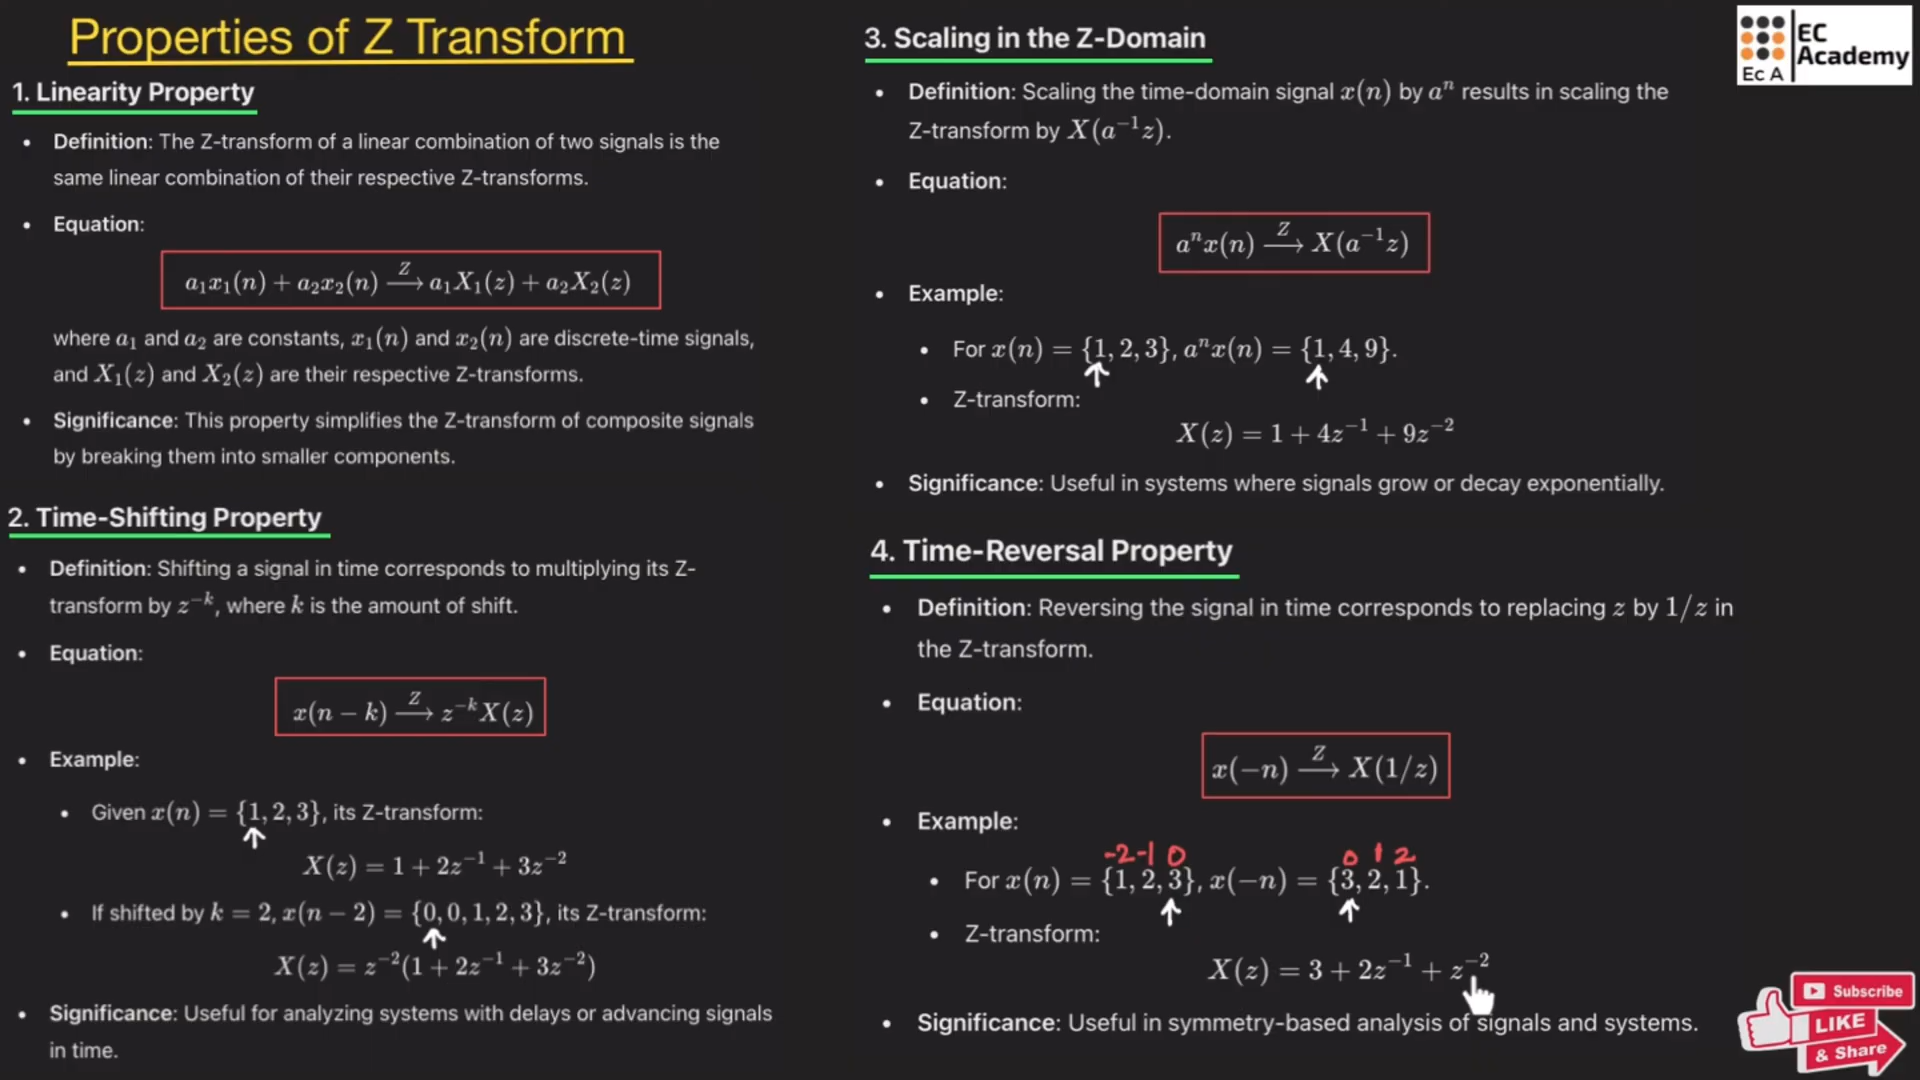 Properties of Z Transform
1. Linearity Property
• Definition: The Z-transform of a linear combination of two signals is the
same linear combination of their respective Z-transforms.
• Equation:
a₁x₁(n) + a₂x₂(n) —Z→ a₁X₁(z) + a₂X₂(z)
where a₁ and a₂ are constants, x₁(n) and x₂(n) are discrete-time signals,
and X₁(z) and X₂(z) are their respective Z-transforms.
• Significance: This property simplifies the Z-transform of composite signals
by breaking them into smaller components.
2. Time-Shifting Property
• Definition: Shifting a signal in time corresponds to multiplying its Z-
transform by z⁻ᵏ, where k is the amount of shift.
• Equation:
x(n − k) —Z→ z⁻ᵏX(z)
• Example:
• Given x(n) = {1, 2, 3}, its Z-transform:
↑
X(z) = 1 + 2z⁻¹ + 3z⁻²
• If shifted by k = 2, x(n − 2) = {0, 0, 1, 2, 3}, its Z-transform:
↑
X(z) = z⁻²(1 + 2z⁻¹ + 3z⁻²)
• Significance: Useful for analyzing systems with delays or advancing signals
in time.
3. Scaling in the Z-Domain
• Definition: Scaling the time-domain signal x(n) by aⁿ results in scaling the
Z-transform by X(a⁻¹z).
• Equation:
aⁿx(n) —Z→ X(a⁻¹z)
• Example:
• For x(n) = {1, 2, 3}, aⁿx(n) = {1, 4, 9}.
↑ ↑
• Z-transform:
X(z) = 1 + 4z⁻¹ + 9z⁻²
• Significance: Useful in systems where signals grow or decay exponentially.
4. Time-Reversal Property
• Definition: Reversing the signal in time corresponds to replacing z by 1/z in
the Z-transform.
• Equation:
x(−n) —Z→ X(1/z)
• Example:
-2 -1 0 0 1 2
• For x(n) = {1, 2, 3}, x(−n) = {3, 2, 1}.
↑ ↑
• Z-transform:
X(z) = 3 + 2z⁻¹ + z⁻²
• Significance: Useful in symmetry-based analysis of signals and systems.
EC
Academy
Ec A
Subscribe
LIKE
& Share